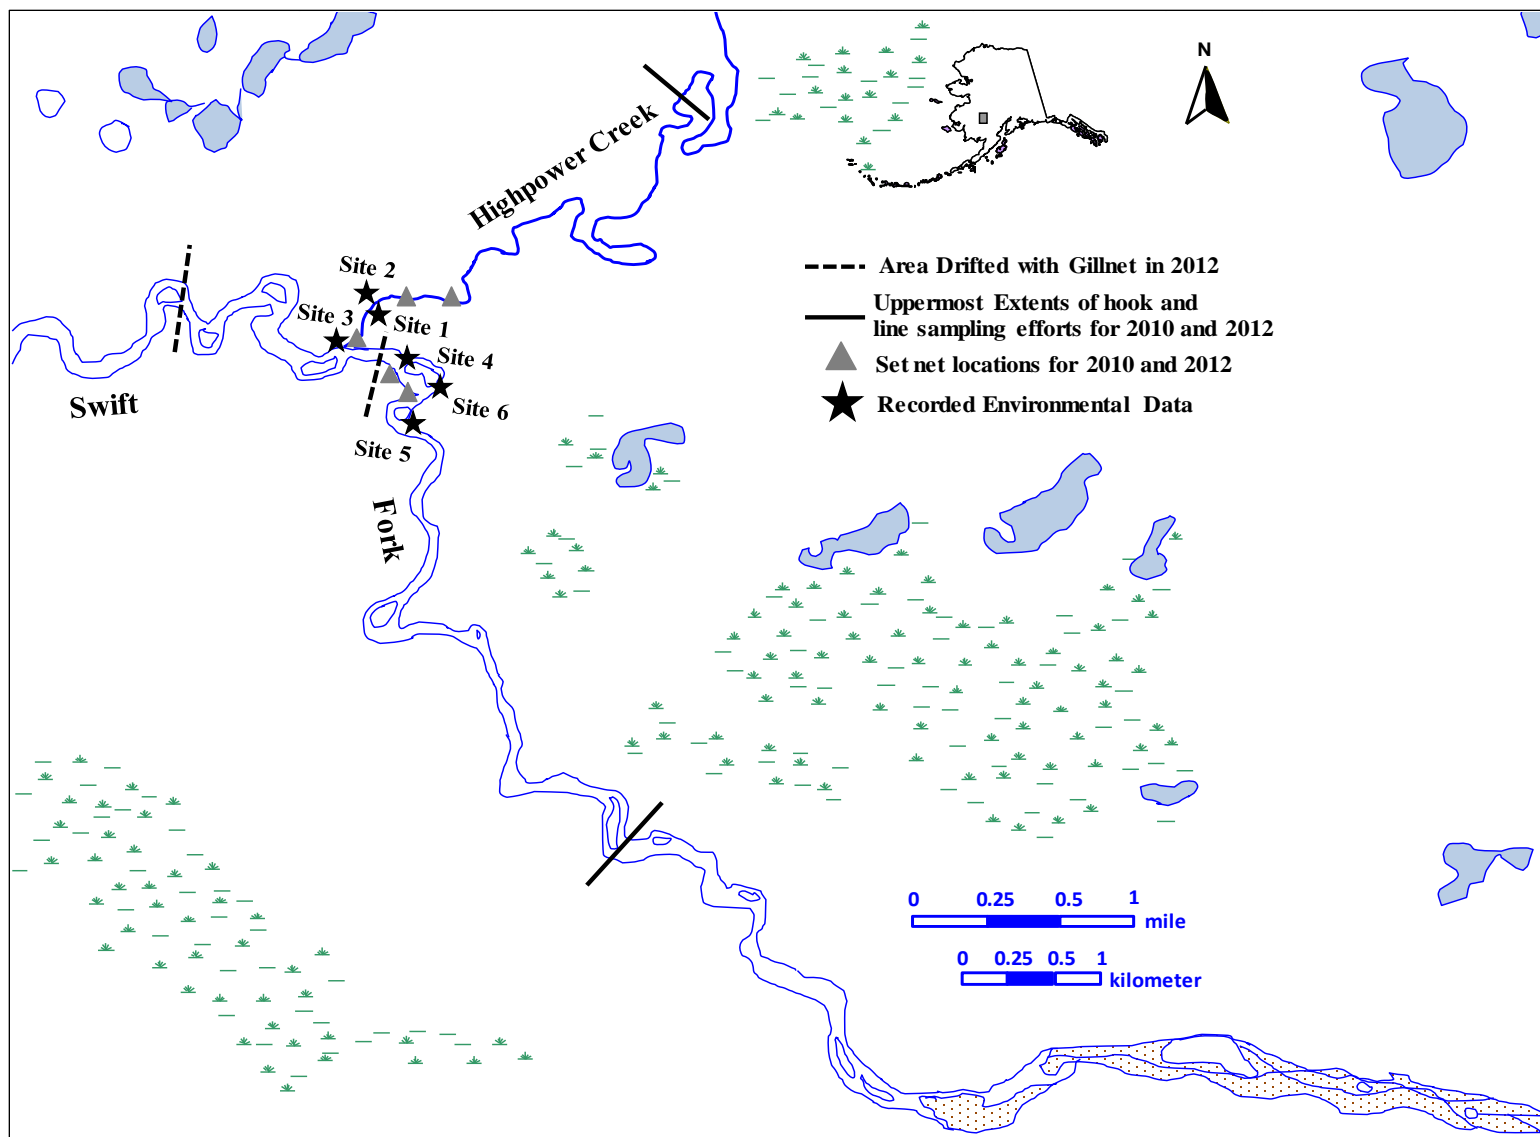 N
Highpower Creek
Area Drifted with Gillnet in 2012
Uppermost Extents of hook and
line sampling efforts for 2010 and 2012
Set net locations for 2010 and 2012
Recorded Environmental Data
Site 2
Site 3
Site 1
Site 4
Site 6
Site 5
Swift
Fork
0 0.25 0.5 1
mile
0 0.25 0.5 1
kilometer